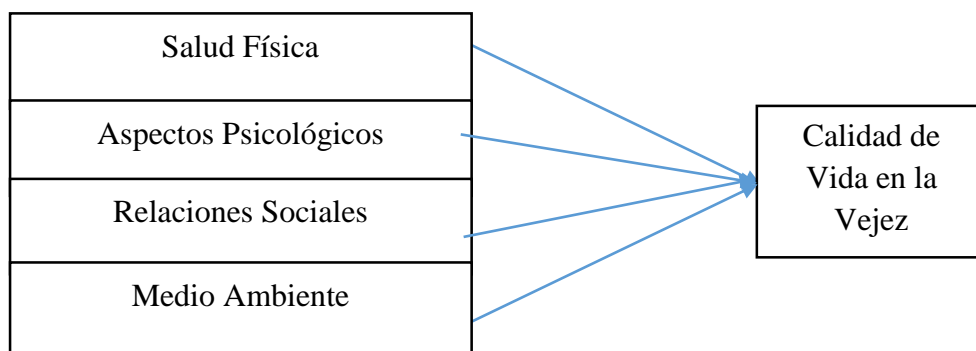 Salud Física
Aspectos Psicológicos
Relaciones Sociales
Medio Ambiente
Calidad de
Vida en la
Vejez